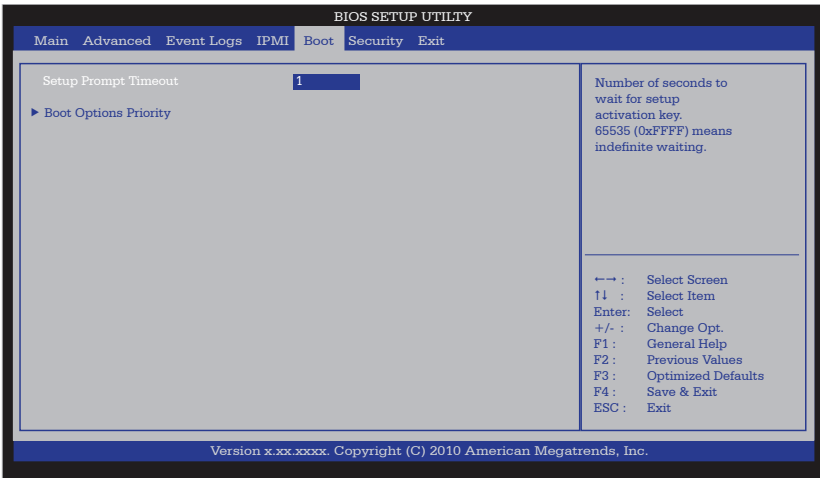 BIOS SETUP UTILTY
Main Advanced Event Logs IPMI Boot Security Exit
Setup Prompt Timeout 1
▶ Boot Options Priority
Number of seconds to
wait for setup
activation key.
65535 (0xFFFF) means
indefinite waiting.
←→ : Select Screen
↑↓ : Select Item
Enter: Select
+/- : Change Opt.
F1 : General Help
F2 : Previous Values
F3 : Optimized Defaults
F4 : Save & Exit
ESC : Exit
Version x.xx.xxxx. Copyright (C) 2010 American Megatrends, Inc.